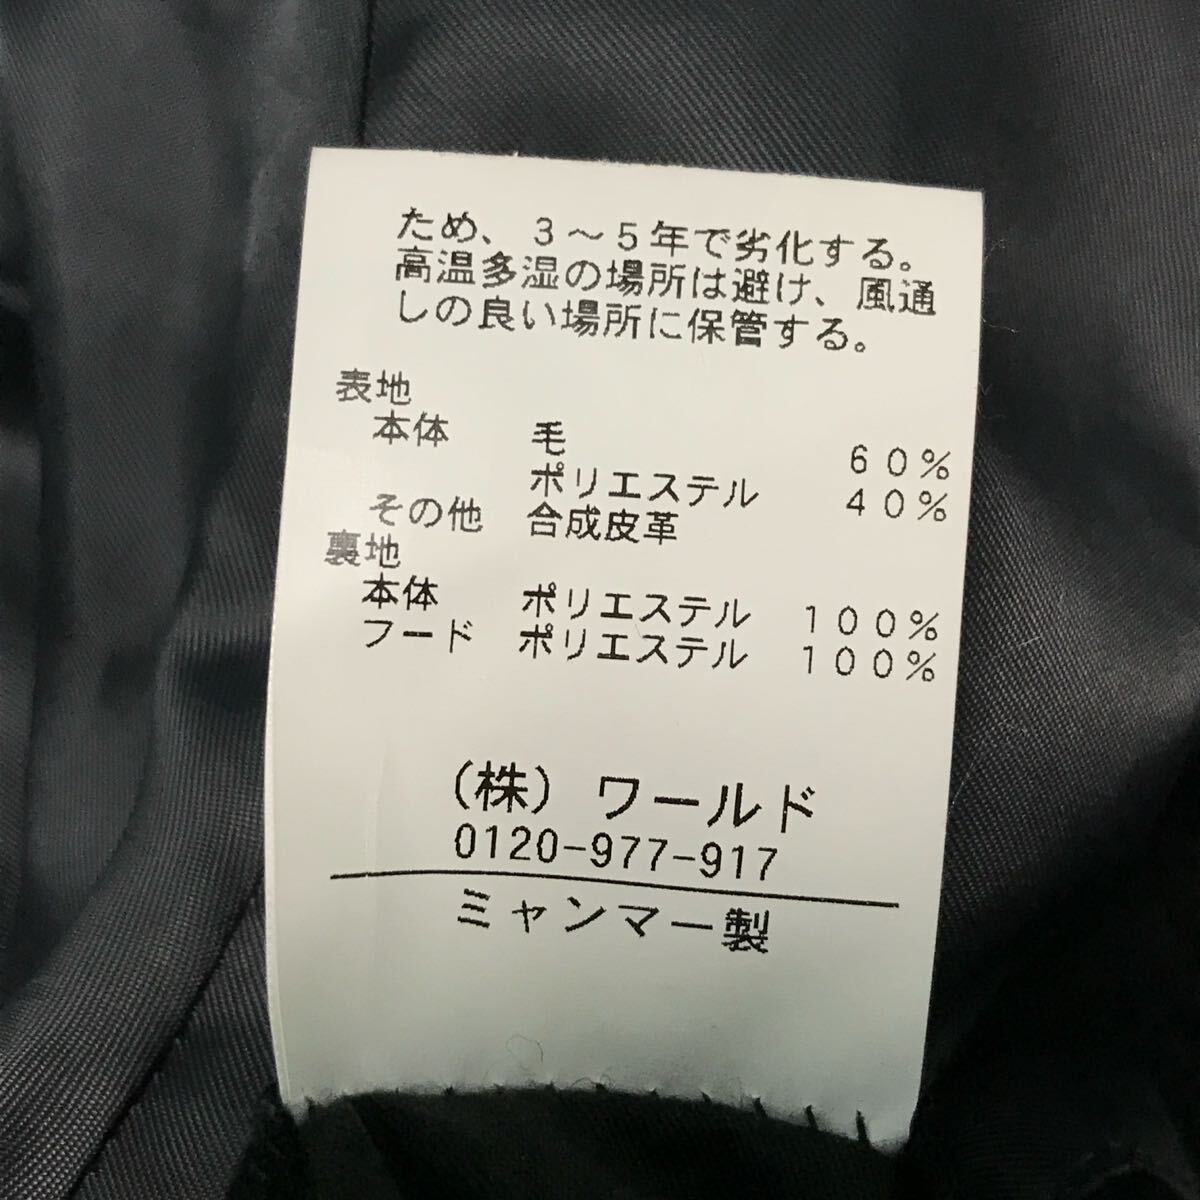 ため、３～５年で劣化する。
高温多湿の場所は避け、風通
しの良い場所に保管する。
表地
本体　毛　６０％
ポリエステル　４０％
その他　合成皮革
裏地
本体　ポリエステル　１００％
フード　ポリエステル　１００％
（株）ワールド
0120-977-917
ミャンマー製